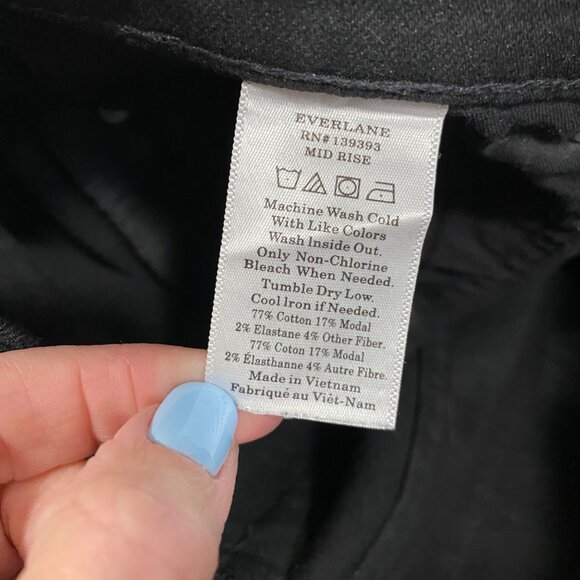 EVERLANE
RN# 139393
MID RISE
Machine Wash Cold
With Like Colors
Wash Inside Out.
Only Non-Chlorine
Bleach When Needed.
Tumble Dry Low.
Cool Iron if Needed.
77% Cotton 17% Modal
2% Elastane 4% Other Fiber.
77% Coton 17% Modal
2% Élasthanne 4% Autre Fibre.
Made in Vietnam
Fabriqué au Viêt-Nam